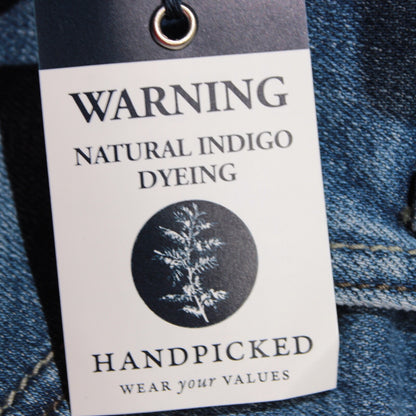 WARNING
NATURAL INDIGO
DYEING
HANDPICKED
WEAR your VALUES